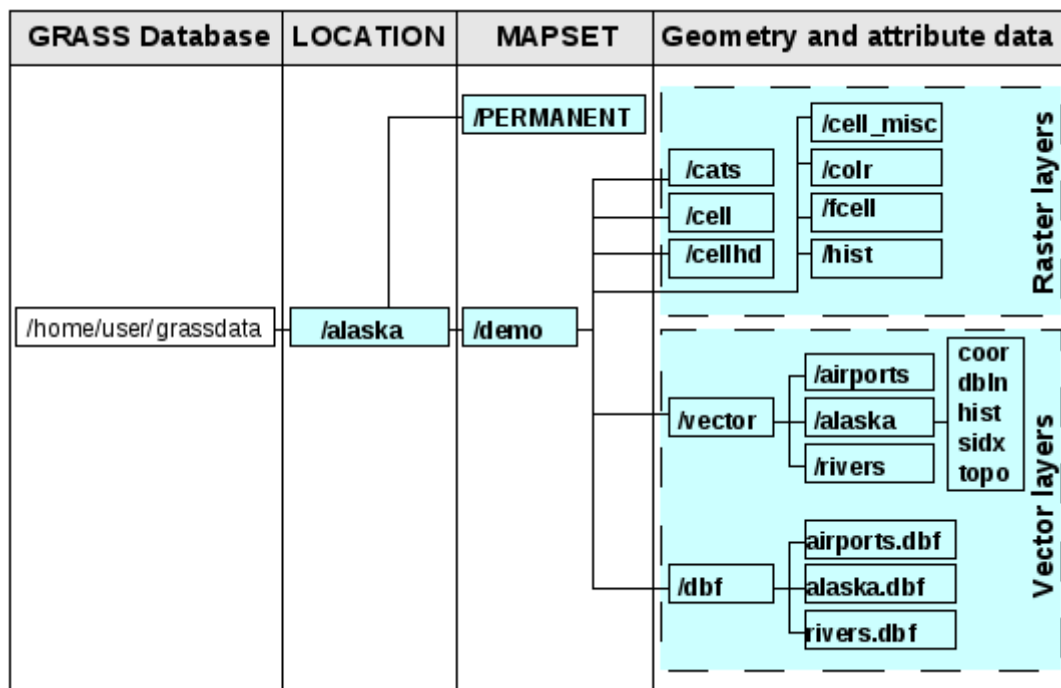 GRASS Database
LOCATION
MAPSET
Geometry and attribute data
/PERMANENT
/cell_misc
/cats
/colr
/cell
/fcell
/cellhd
/hist
Raster layers
/home/user/grassdata
/alaska
/demo
/vector
/airports
/alaska
/rivers
coor
dbln
hist
sidx
topo
/dbf
airports.dbf
alaska.dbf
rivers.dbf
Vector layers